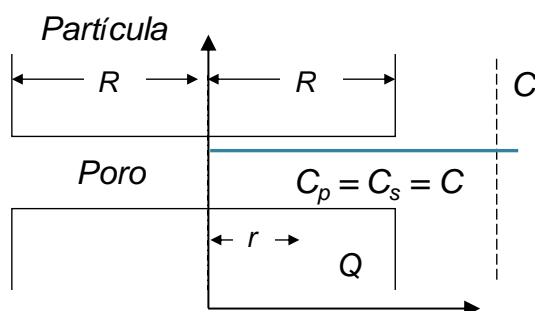 Partícula
R R
C
Poro
C_p = C_s = C
r
Q